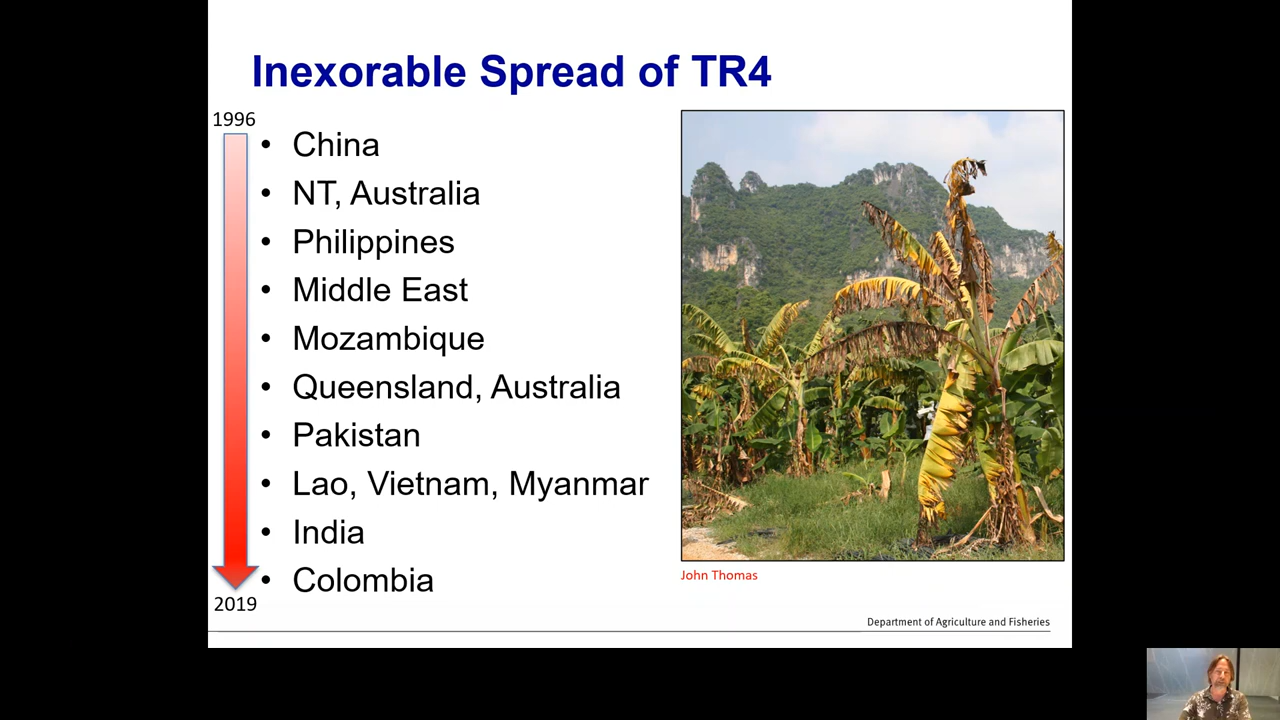 Inexorable Spread of TR4
1996
• China
• NT, Australia
• Philippines
• Middle East
• Mozambique
• Queensland, Australia
• Pakistan
• Lao, Vietnam, Myanmar
• India
• Colombia
2019
John Thomas
Department of Agriculture and Fisheries